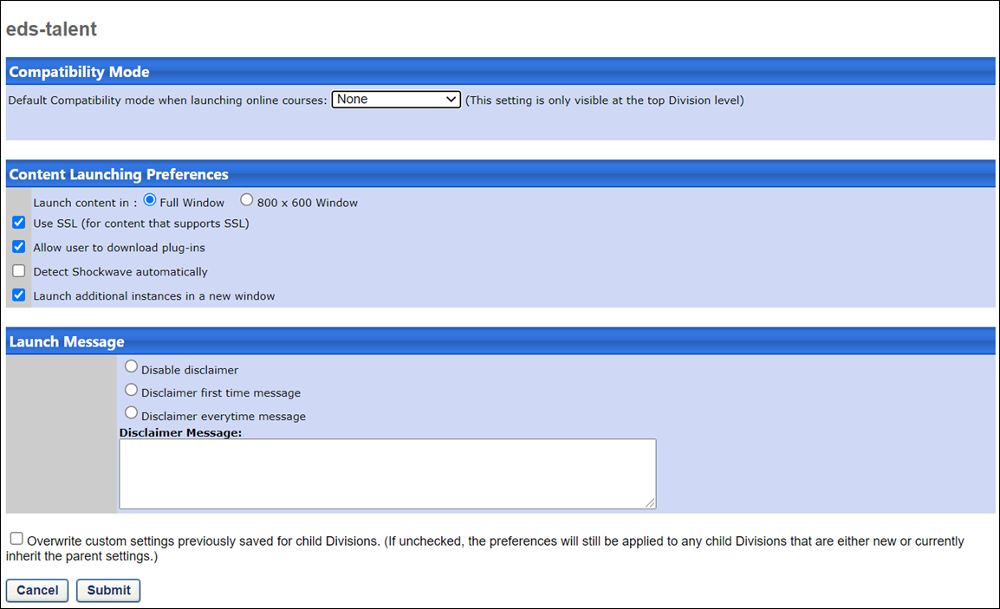 eds-talent
Compatibility Mode
Default Compatibility mode when launching online courses: None (This setting is only visible at the top Division level)
Content Launching Preferences
Launch content in : Full Window 800 x 600 Window
Use SSL (for content that supports SSL)
Allow user to download plug-ins
Detect Shockwave automatically
Launch additional instances in a new window
Launch Message
Disable disclaimer
Disclaimer first time message
Disclaimer everytime message
Disclaimer Message:
Overwrite custom settings previously saved for child Divisions. (If unchecked, the preferences will still be applied to any child Divisions that are either new or currently
inherit the parent settings.)
Cancel Submit